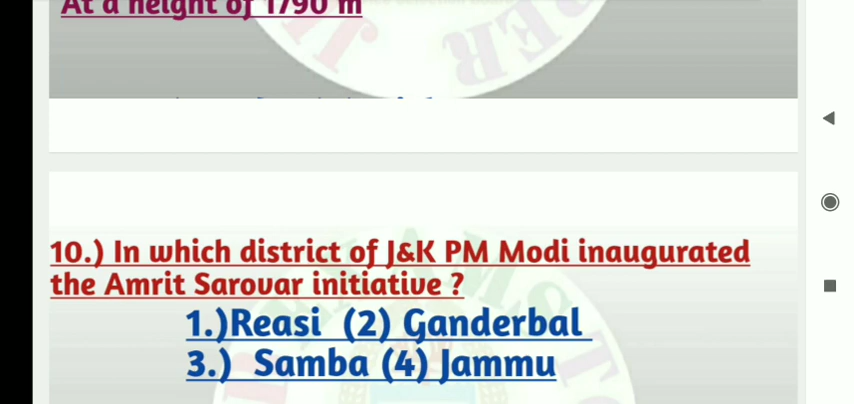 At a height of 1790 m
10.) In which district of J&K PM Modi inaugurated
the Amrit Sarovar initiative ?
1.)Reasi (2) Ganderbal
3.) Samba (4) Jammu